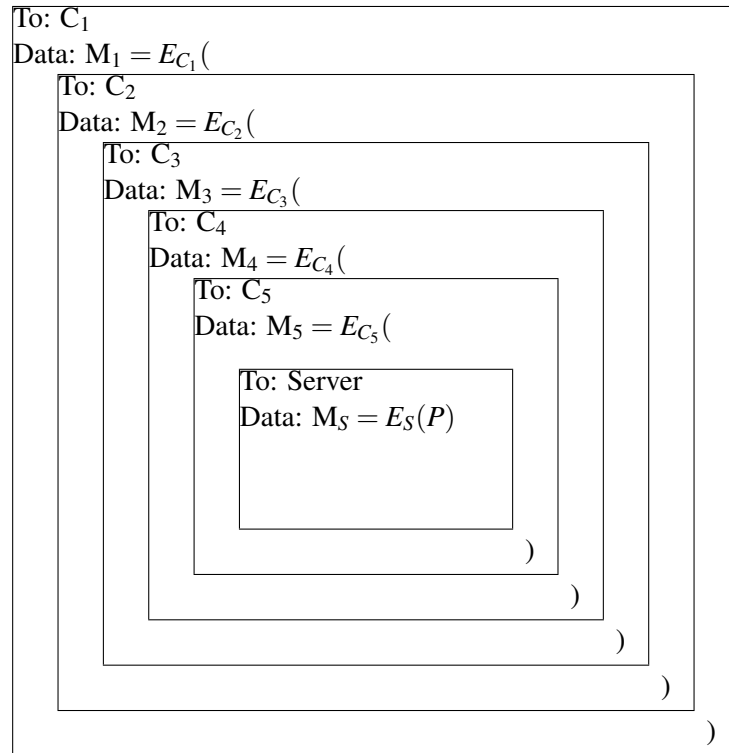 To: C₁
Data: M₁ = E_{C₁}(
To: C₂
Data: M₂ = E_{C₂}(
To: C₃
Data: M₃ = E_{C₃}(
To: C₄
Data: M₄ = E_{C₄}(
To: C₅
Data: M₅ = E_{C₅}(
To: Server
Data: M_S = E_S(P)
)
)
)
)
)